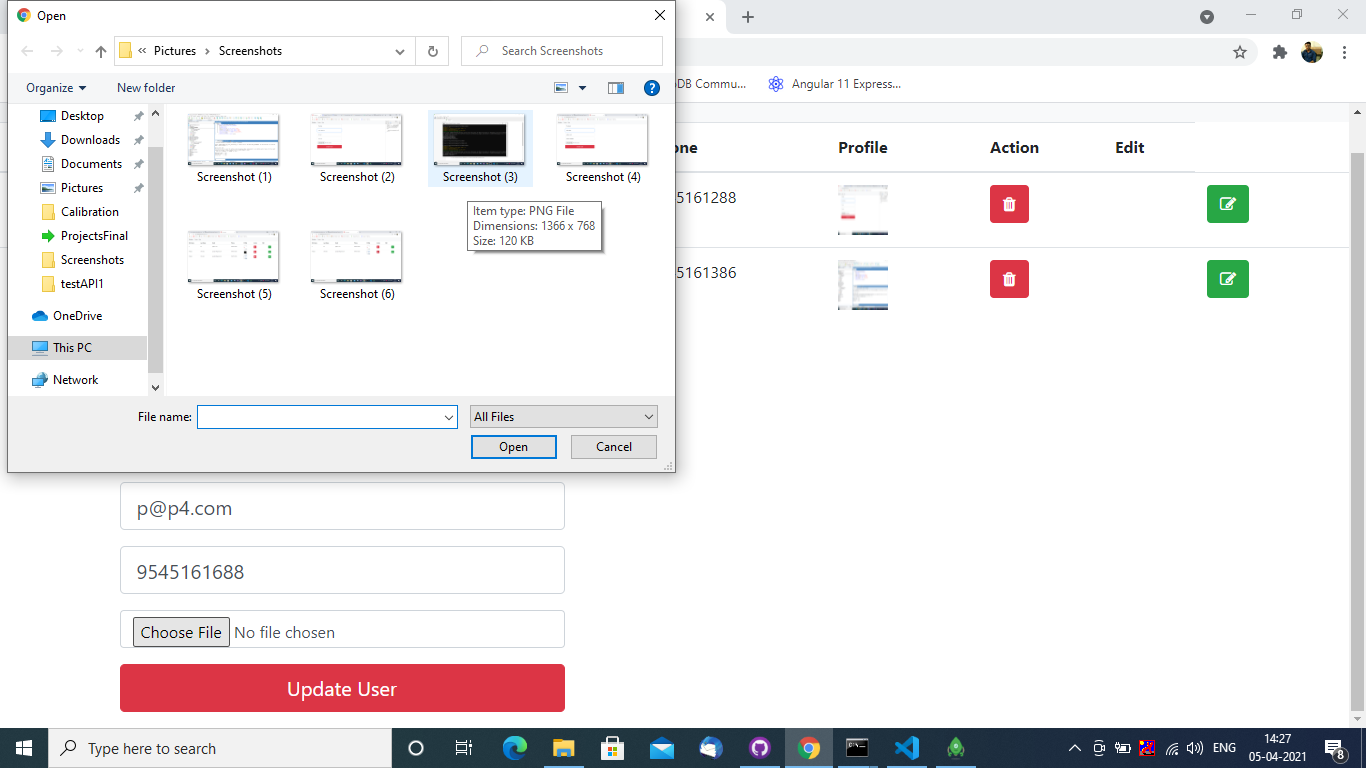 Open
Pictures > Screenshots
Search Screenshots
Organize
New folder
Desktop
Downloads
Documents
Pictures
Calibration
ProjectsFinal
Screenshots
testAPI1
OneDrive
This PC
Network
Screenshot (1)
Screenshot (2)
Screenshot (3)
Screenshot (4)
Item type: PNG File
Dimensions: 1366 x 768
Size: 120 KB
Screenshot (5)
Screenshot (6)
File name:
All Files
Open
Cancel
DB Commu...
Angular 11 Express...
one
Profile
Action
Edit
5161288
5161386
p@p4.com
9545161688
Choose File No file chosen
Update User
Type here to search
ENG
14:27
05-04-2021
8